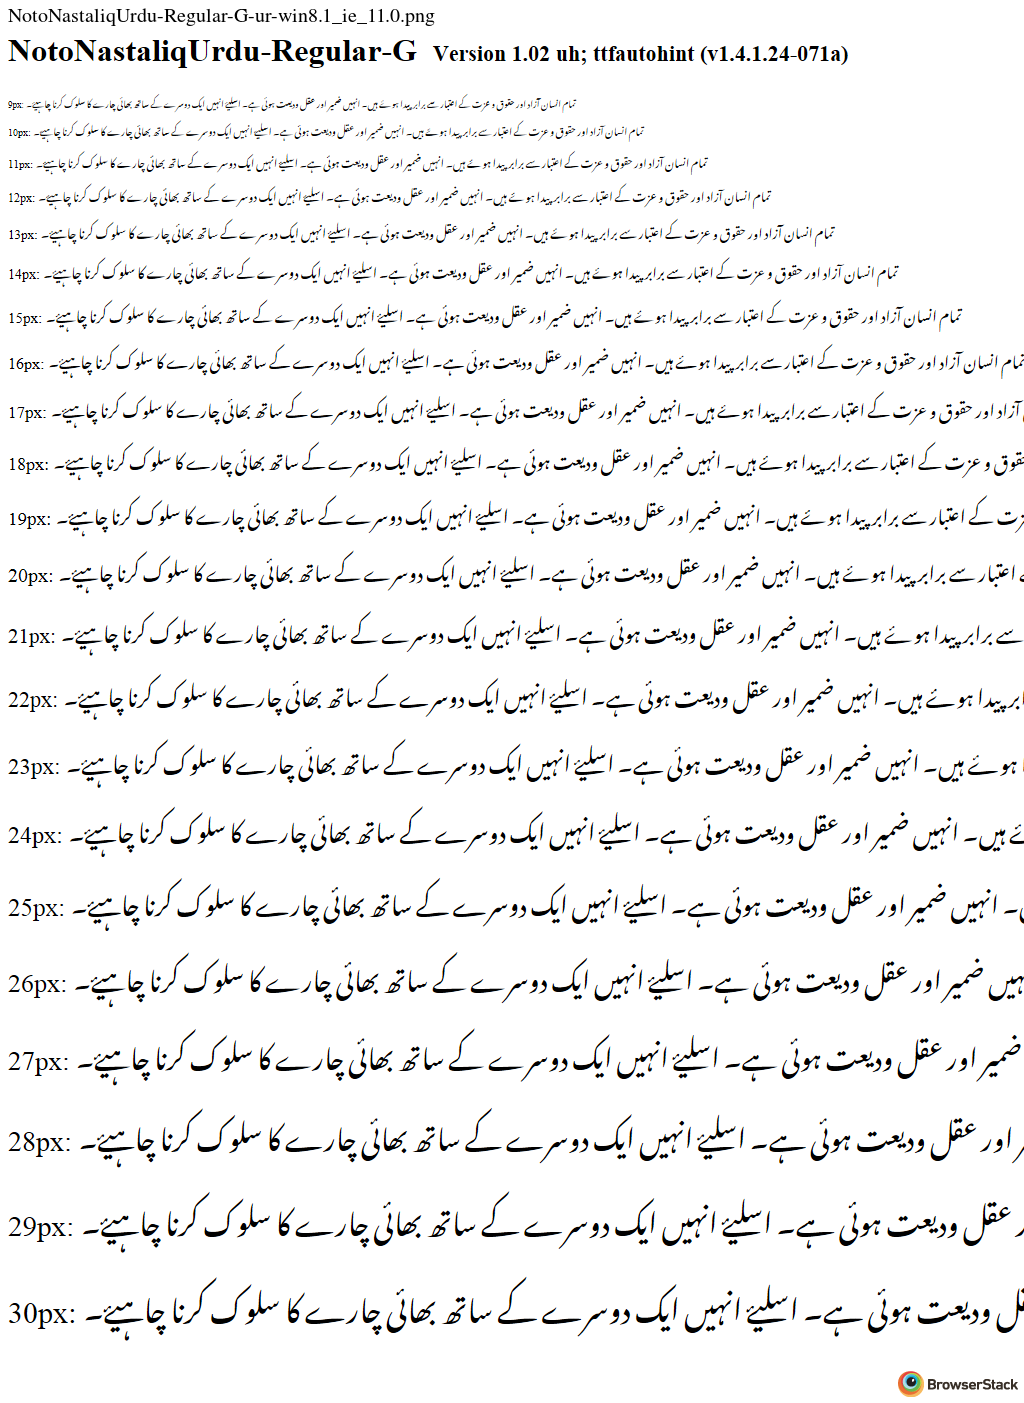 NotoNastaliqUrdu-Regular-G-ur-win8.1_ie_11.0.png
NotoNastaliqUrdu-Regular-G Version 1.02 uh; ttfautohint (v1.4.1.24-071a)
9px: تمام انسان آزاد اور حقوق و عزت کے اعتبار سے برابر پیدا ہوئے ہیں۔ انہیں ضمیر اور عقل ودیعت ہوئی ہے۔ اسلیئے انہیں ایک دوسرے کے ساتھ بھائی چارے کا سلوک کرنا چاہیئے۔
10px: تمام انسان آزاد اور حقوق و عزت کے اعتبار سے برابر پیدا ہوئے ہیں۔ انہیں ضمیر اور عقل ودیعت ہوئی ہے۔ اسلیئے انہیں ایک دوسرے کے ساتھ بھائی چارے کا سلوک کرنا چاہیئے۔
11px: تمام انسان آزاد اور حقوق و عزت کے اعتبار سے برابر پیدا ہوئے ہیں۔ انہیں ضمیر اور عقل ودیعت ہوئی ہے۔ اسلیئے انہیں ایک دوسرے کے ساتھ بھائی چارے کا سلوک کرنا چاہیئے۔
12px: تمام انسان آزاد اور حقوق و عزت کے اعتبار سے برابر پیدا ہوئے ہیں۔ انہیں ضمیر اور عقل ودیعت ہوئی ہے۔ اسلیئے انہیں ایک دوسرے کے ساتھ بھائی چارے کا سلوک کرنا چاہیئے۔
13px: تمام انسان آزاد اور حقوق و عزت کے اعتبار سے برابر پیدا ہوئے ہیں۔ انہیں ضمیر اور عقل ودیعت ہوئی ہے۔ اسلیئے انہیں ایک دوسرے کے ساتھ بھائی چارے کا سلوک کرنا چاہیئے۔
14px: تمام انسان آزاد اور حقوق و عزت کے اعتبار سے برابر پیدا ہوئے ہیں۔ انہیں ضمیر اور عقل ودیعت ہوئی ہے۔ اسلیئے انہیں ایک دوسرے کے ساتھ بھائی چارے کا سلوک کرنا چاہیئے۔
15px: تمام انسان آزاد اور حقوق و عزت کے اعتبار سے برابر پیدا ہوئے ہیں۔ انہیں ضمیر اور عقل ودیعت ہوئی ہے۔ اسلیئے انہیں ایک دوسرے کے ساتھ بھائی چارے کا سلوک کرنا چاہیئے۔
16px: تمام انسان آزاد اور حقوق و عزت کے اعتبار سے برابر پیدا ہوئے ہیں۔ انہیں ضمیر اور عقل ودیعت ہوئی ہے۔ اسلیئے انہیں ایک دوسرے کے ساتھ بھائی چارے کا سلوک کرنا چاہیئے۔
17px: آزاد اور حقوق و عزت کے اعتبار سے برابر پیدا ہوئے ہیں۔ انہیں ضمیر اور عقل ودیعت ہوئی ہے۔ اسلیئے انہیں ایک دوسرے کے ساتھ بھائی چارے کا سلوک کرنا چاہیئے۔
18px: و عزت کے اعتبار سے برابر پیدا ہوئے ہیں۔ انہیں ضمیر اور عقل ودیعت ہوئی ہے۔ اسلیئے انہیں ایک دوسرے کے ساتھ بھائی چارے کا سلوک کرنا چاہیئے۔
19px: کے اعتبار سے برابر پیدا ہوئے ہیں۔ انہیں ضمیر اور عقل ودیعت ہوئی ہے۔ اسلیئے انہیں ایک دوسرے کے ساتھ بھائی چارے کا سلوک کرنا چاہیئے۔
20px: اعتبار سے برابر پیدا ہوئے ہیں۔ انہیں ضمیر اور عقل ودیعت ہوئی ہے۔ اسلیئے انہیں ایک دوسرے کے ساتھ بھائی چارے کا سلوک کرنا چاہیئے۔
21px: سے برابر پیدا ہوئے ہیں۔ انہیں ضمیر اور عقل ودیعت ہوئی ہے۔ اسلیئے انہیں ایک دوسرے کے ساتھ بھائی چارے کا سلوک کرنا چاہیئے۔
22px: پیدا ہوئے ہیں۔ انہیں ضمیر اور عقل ودیعت ہوئی ہے۔ اسلیئے انہیں ایک دوسرے کے ساتھ بھائی چارے کا سلوک کرنا چاہیئے۔
23px: ہوئے ہیں۔ انہیں ضمیر اور عقل ودیعت ہوئی ہے۔ اسلیئے انہیں ایک دوسرے کے ساتھ بھائی چارے کا سلوک کرنا چاہیئے۔
24px: ہیں۔ انہیں ضمیر اور عقل ودیعت ہوئی ہے۔ اسلیئے انہیں ایک دوسرے کے ساتھ بھائی چارے کا سلوک کرنا چاہیئے۔
25px: انہیں ضمیر اور عقل ودیعت ہوئی ہے۔ اسلیئے انہیں ایک دوسرے کے ساتھ بھائی چارے کا سلوک کرنا چاہیئے۔
26px: ضمیر اور عقل ودیعت ہوئی ہے۔ اسلیئے انہیں ایک دوسرے کے ساتھ بھائی چارے کا سلوک کرنا چاہیئے۔
27px: ضمیر اور عقل ودیعت ہوئی ہے۔ اسلیئے انہیں ایک دوسرے کے ساتھ بھائی چارے کا سلوک کرنا چاہیئے۔
28px: اور عقل ودیعت ہوئی ہے۔ اسلیئے انہیں ایک دوسرے کے ساتھ بھائی چارے کا سلوک کرنا چاہیئے۔
29px: عقل ودیعت ہوئی ہے۔ اسلیئے انہیں ایک دوسرے کے ساتھ بھائی چارے کا سلوک کرنا چاہیئے۔
30px: ودیعت ہوئی ہے۔ اسلیئے انہیں ایک دوسرے کے ساتھ بھائی چارے کا سلوک کرنا چاہیئے۔
BrowserStack